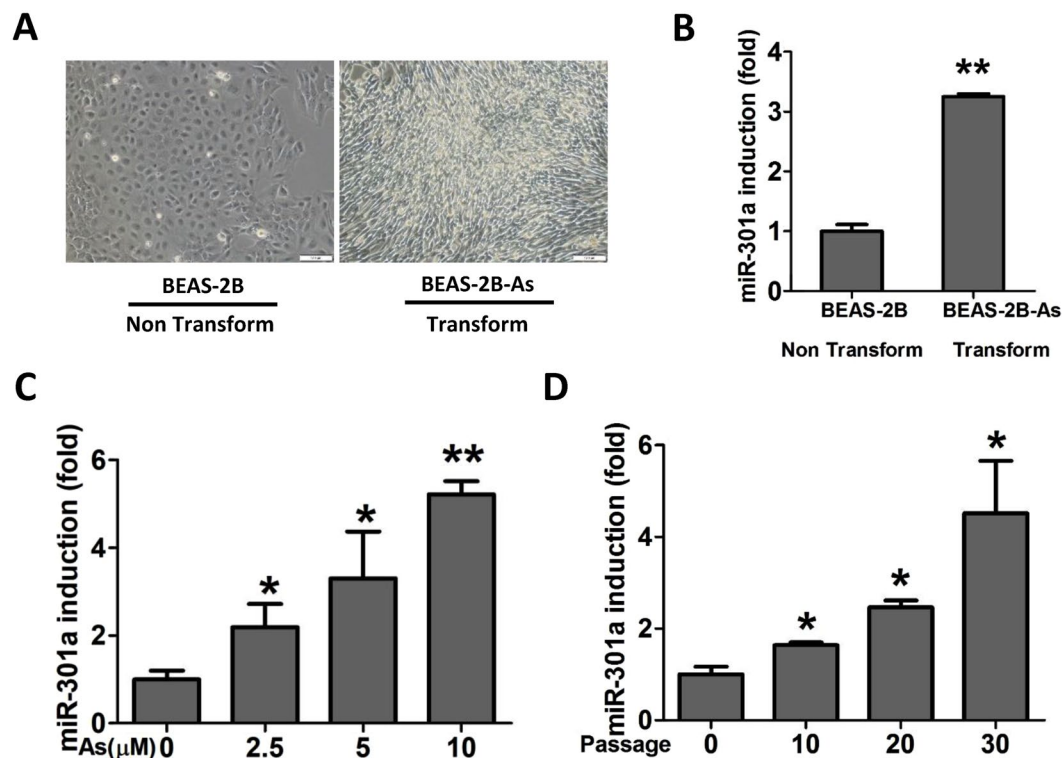 A
BEAS-2B
Non Transform
BEAS-2B-As
Transform
B
miR-301a induction (fold)
4
3
2
1
0
**
BEAS-2B
BEAS-2B-As
Non Transform
Transform
C
miR-301a induction (fold)
6
4
2
0
*
*
**
As(μM) 0 2.5 5 10
D
miR-301a induction (fold)
6
4
2
0
*
*
*
Passage 0 10 20 30